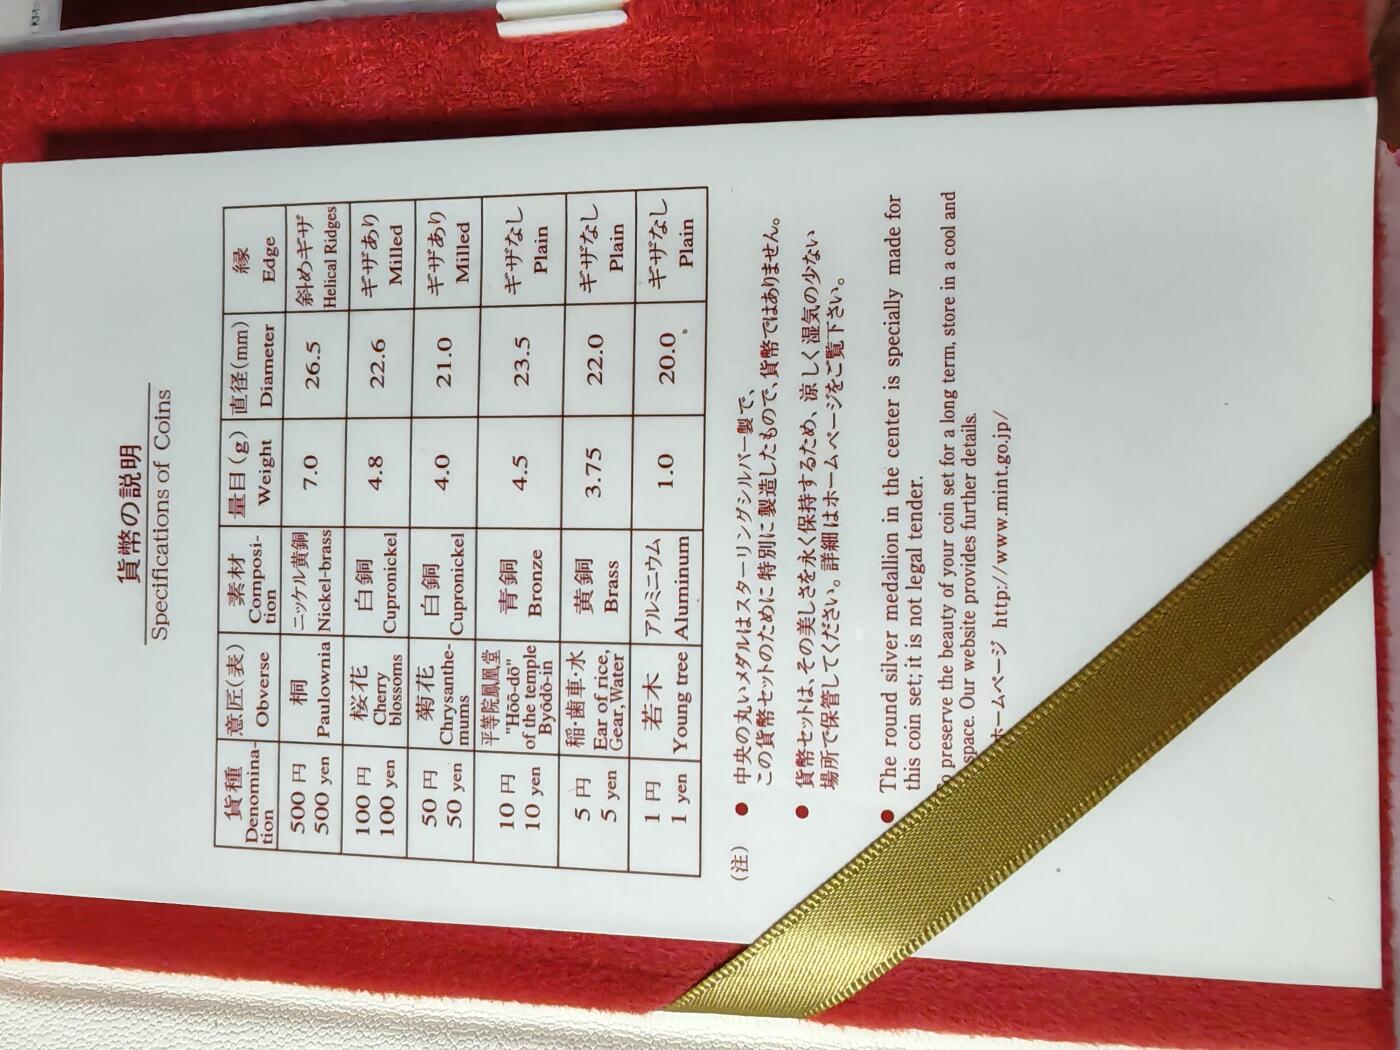 貨幣の説明
Specifications of Coins
貨種 意匠(表) 素材 量目(g) 直径(mm) 縁
Denomina- Obverse Composi- Weight Diameter Edge
tion tion
500 円 桐 ニッケル黄銅 7.0 26.5 斜めギザ
500 yen Paulownia Nickel-brass Helical Ridges
100 円 桜花 白銅 4.8 22.6 ギザあり
100 yen Cherry Cupronickel Milled
blossoms
50 円 菊花 白銅 4.0 21.0 ギザあり
50 yen Chrysanthe- Cupronickel Milled
mums
10 円 平等院鳳凰堂 青銅 4.5 23.5 ギザなし
10 yen "Hōō-dō" Bronze Plain
of the temple
Byōdō-in
5 円 稲・歯車・水 黄銅 3.75 22.0 ギザなし
5 yen Ear of rice, Brass Plain
Gear, Water
1 円 若木 アルミニウム 1.0 20.0 ギザなし
1 yen Young tree Aluminum Plain
(注) ● 中央の丸いメダルはスターリングシルバー製で、
この貨幣セットのために特別に製造したもので、貨幣ではありません。
● 貨幣セットは、その美しさを永く保持するため、涼しく湿気の少ない
場所で保管してください。詳細はホームページをご覧下さい。
● The round silver medallion in the center is specially made for
this coin set; it is not legal tender.
preserve the beauty of your coin set for a long term, store in a cool and
space. Our website provides further details.
ホームページ http://www.mint.go.jp/